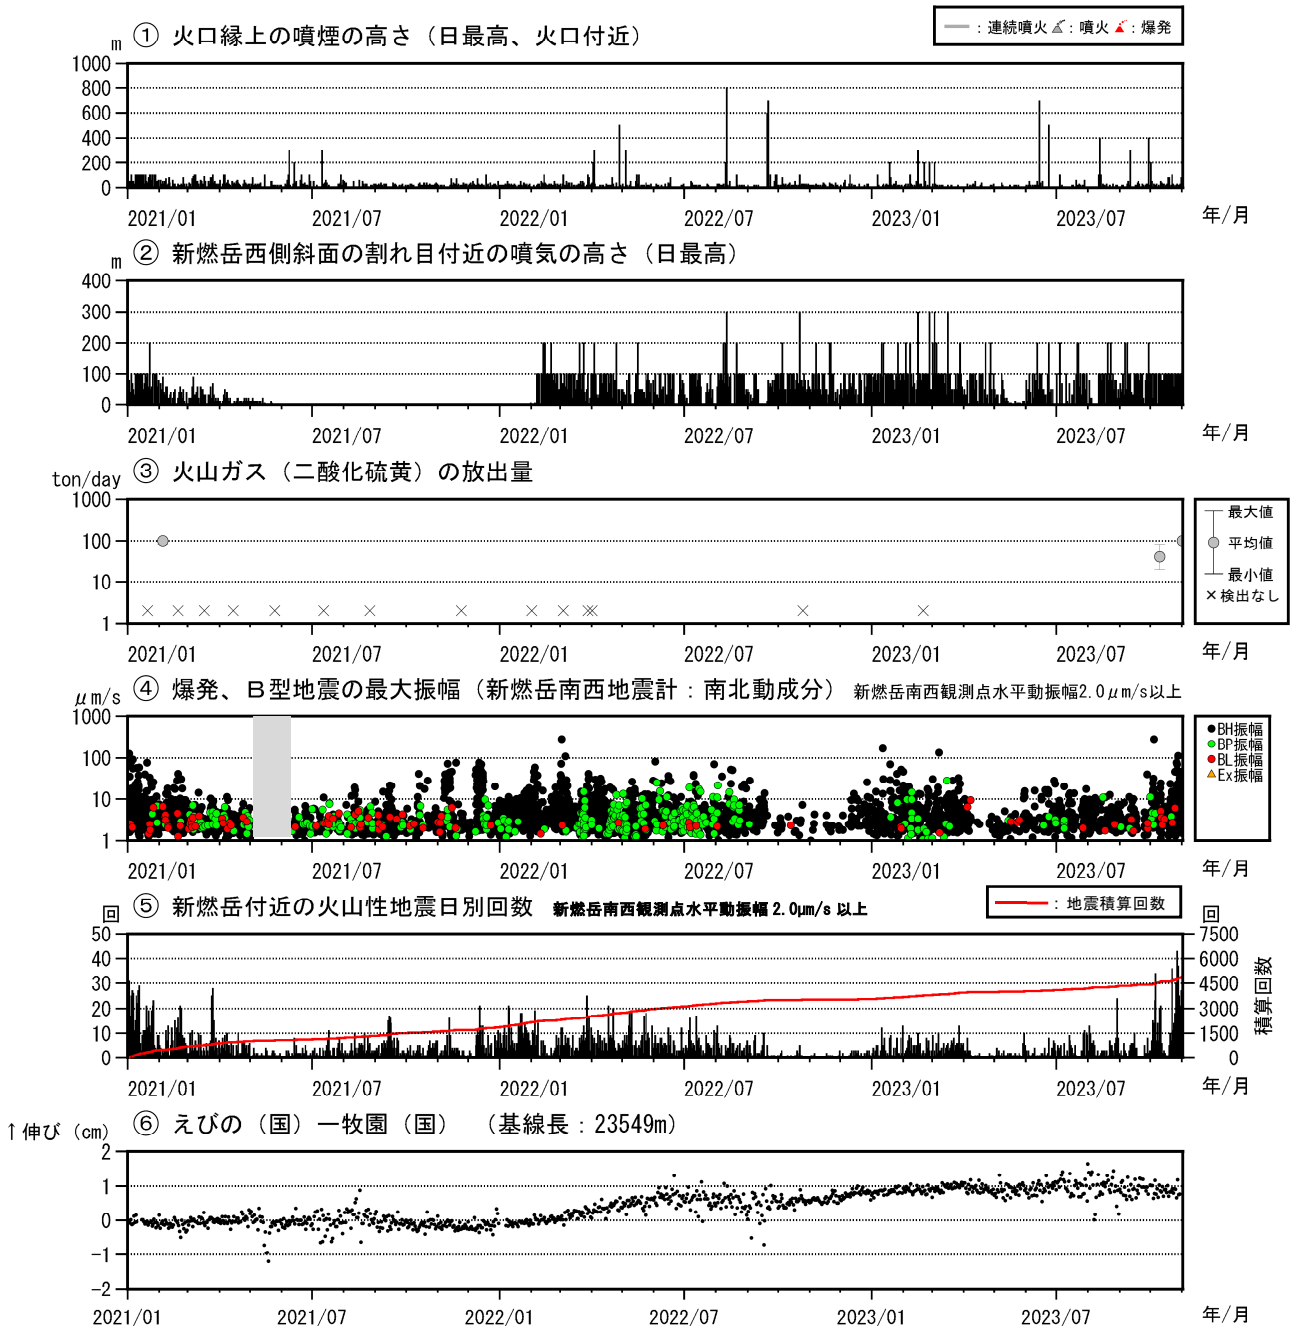 ① 火口縁上の噴煙の高さ（日最高、火口付近）
：連続噴火 ：噴火 ：爆発
m
1000
800
600
400
200
0
2021/01 2021/07 2022/01 2022/07 2023/01 2023/07 年/月
② 新燃岳西側斜面の割れ目付近の噴気の高さ（日最高）
m
400
300
200
100
0
2021/01 2021/07 2022/01 2022/07 2023/01 2023/07 年/月
③ 火山ガス（二酸化硫黄）の放出量
ton/day
1000
100
10
1
最大値
平均値
最小値
×検出なし
2021/01 2021/07 2022/01 2022/07 2023/01 2023/07 年/月
④ 爆発、Ｂ型地震の最大振幅（新燃岳南西地震計：南北動成分） 新燃岳南西観測点水平動振幅2.0μm/s以上
μm/s
1000
100
10
1
BH振幅
BP振幅
BL振幅
Ex振幅
2021/01 2021/07 2022/01 2022/07 2023/01 2023/07 年/月
⑤ 新燃岳付近の火山性地震日別回数 新燃岳南西観測点水平動振幅 2.0μm/s 以上
：地震積算回数
回
50
40
30
20
10
0
回
7500
6000
4500
3000
1500
0
積算回数
2021/01 2021/07 2022/01 2022/07 2023/01 2023/07 年/月
⑥ えびの（国）－牧園（国） （基線長：23549m）
↑伸び（cm）
2
1
0
−1
−2
2021/01 2021/07 2022/01 2022/07 2023/01 2023/07 年/月